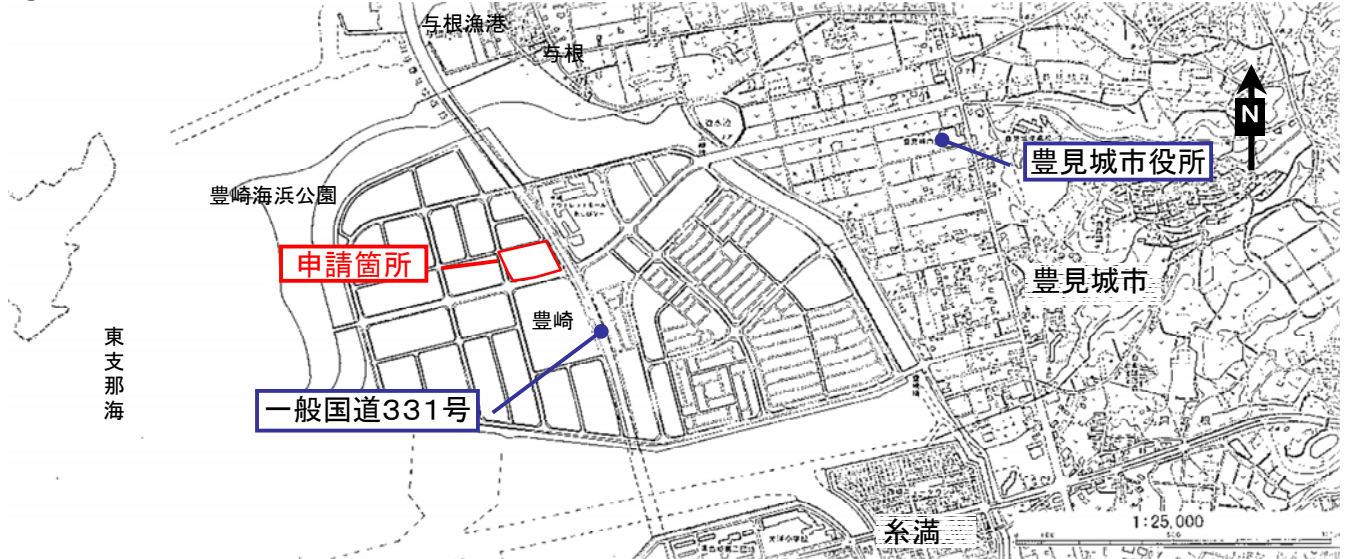 与根漁港
与根
N
豊見城市役所
豊崎海浜公園
申請箇所
豊見城市
豊崎
東支那海
一般国道331号
糸満
1:25,000